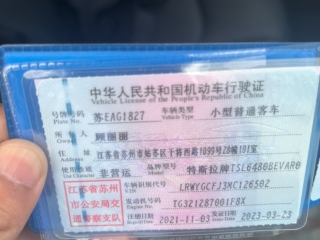 中华人民共和国机动车行驶证
Vehicle License of the People's Republic of China
号牌号码 苏EAG1827 车辆类型 小型普通客车
Plate No. Vehicle Type
所有人 顾丽丽
Owner
住址 江苏省苏州市姑苏区干将西路1099号28幢101室
Address
使用性质 非营运 品牌型号 特斯拉牌TSL6480BEVAR0
Use Character Model
江苏省苏州 车辆识别代号 LRWYGCFJ3MC126502
VIN
市公安局交 发动机号码 TG321287001F8X
Engine No.
通警察支队 注册日期 2021-11-03 发证日期 2023-03-23
Register Date Issue Date